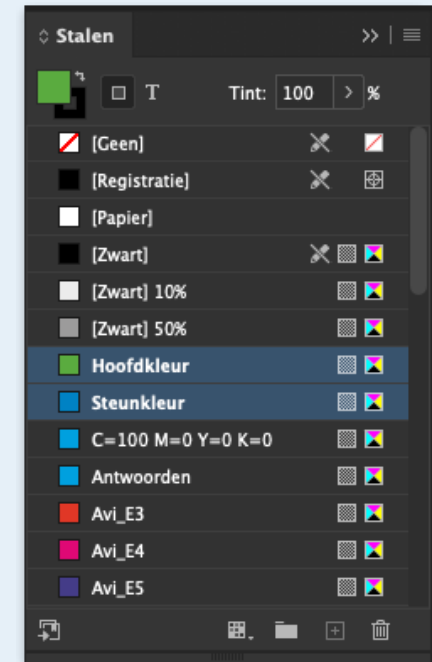 Stalen
T
Tint: 100 %
[Geen]
[Registratie]
[Papier]
[Zwart]
[Zwart] 10%
[Zwart] 50%
Hoofdkleur
Steunkleur
C=100 M=0 Y=0 K=0
Antwoorden
Avi_E3
Avi_E4
Avi_E5